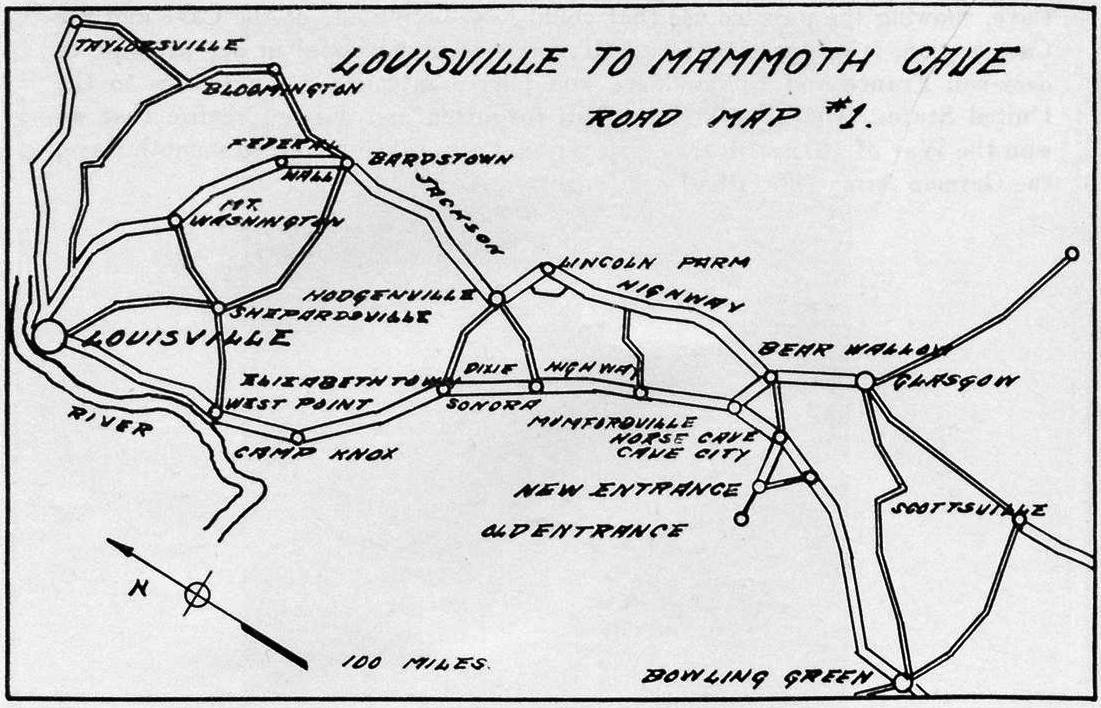 LOUISVILLE TO MAMMOTH CAVE
ROAD MAP #1.
TAYLORSVILLE
BLOOMINGTON
FEDERAL
HALL
BARDSTOWN
JACKSON
MT.
WASHINGTON
LINCOLN FARM
HIGHWAY
HODGENVILLE
SHEPARDSVILLE
LOUISVILLE
BEAR WALLOW
GLASGOW
ELIZABETHTOWN
DIXIE HIGHWAY
WEST POINT
SONORA
RIVER
MUMFORDVILLE
HORSE CAVE
CAVE CITY
CAMP KNOX
NEW ENTRANCE
SCOTTSVILLE
OLD ENTRANCE
N
100 MILES.
BOWLING GREEN